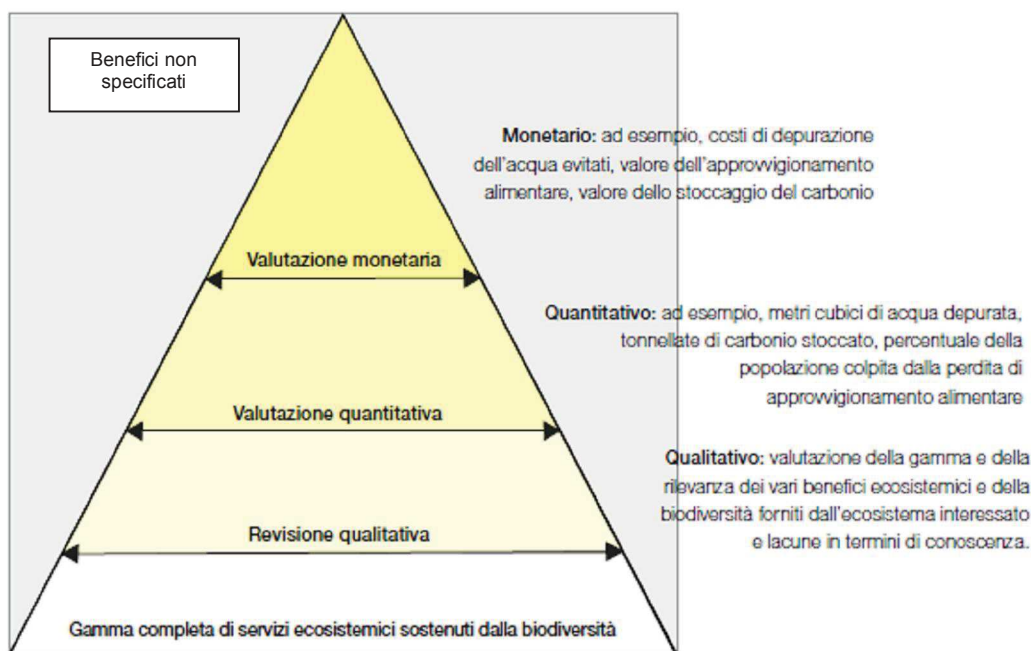 Benefici non
specificati
Monetario: ad esempio, costi di depurazione
dell'acqua evitati, valore dell'approvvigionamento
alimentare, valore dello stoccaggio del carbonio
Valutazione monetaria
Quantitativo: ad esempio, metri cubici di acqua depurata,
tonnellate di carbonio stoccato, percentuale della
popolazione colpita dalla perdita di
approvvigionamento alimentare
Valutazione quantitativa
Qualitativo: valutazione della gamma e della
rilevanza dei vari benefici ecosistemici e della
biodiversità forniti dall'ecosistema interessato
e lacune in termini di conoscenza.
Revisione qualitativa
Gamma completa di servizi ecosistemici sostenuti dalla biodiversità